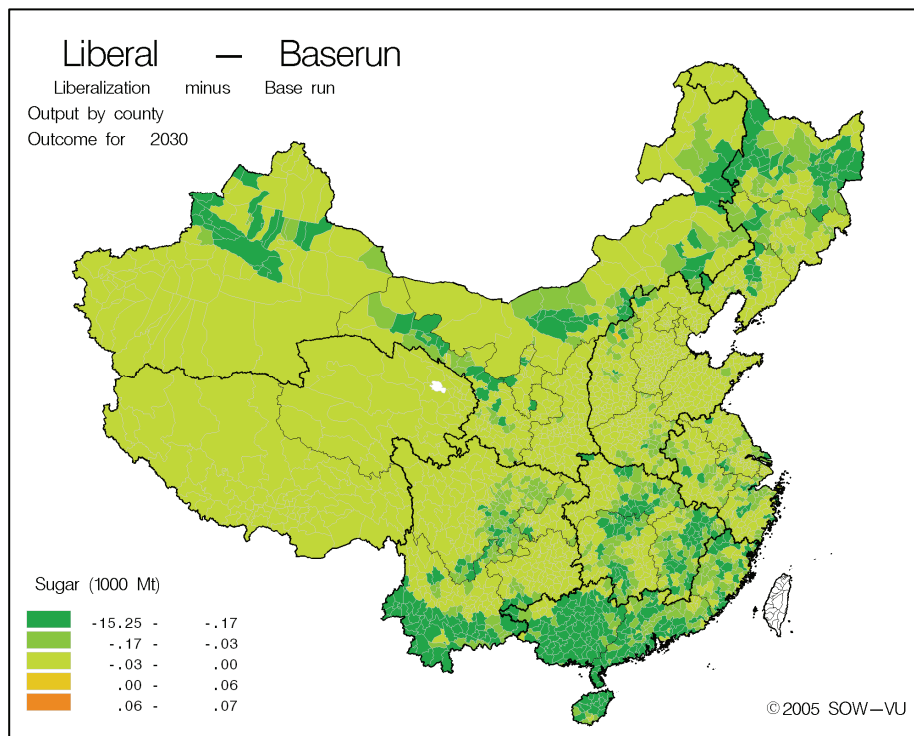 Liberal — Baserun
Liberalization minus Base run
Output by county
Outcome for 2030
Sugar (1000 Mt)
-15.25 - -.17
-.17 - -.03
-.03 - .00
.00 - .06
.06 - .07
©2005 SOW—VU